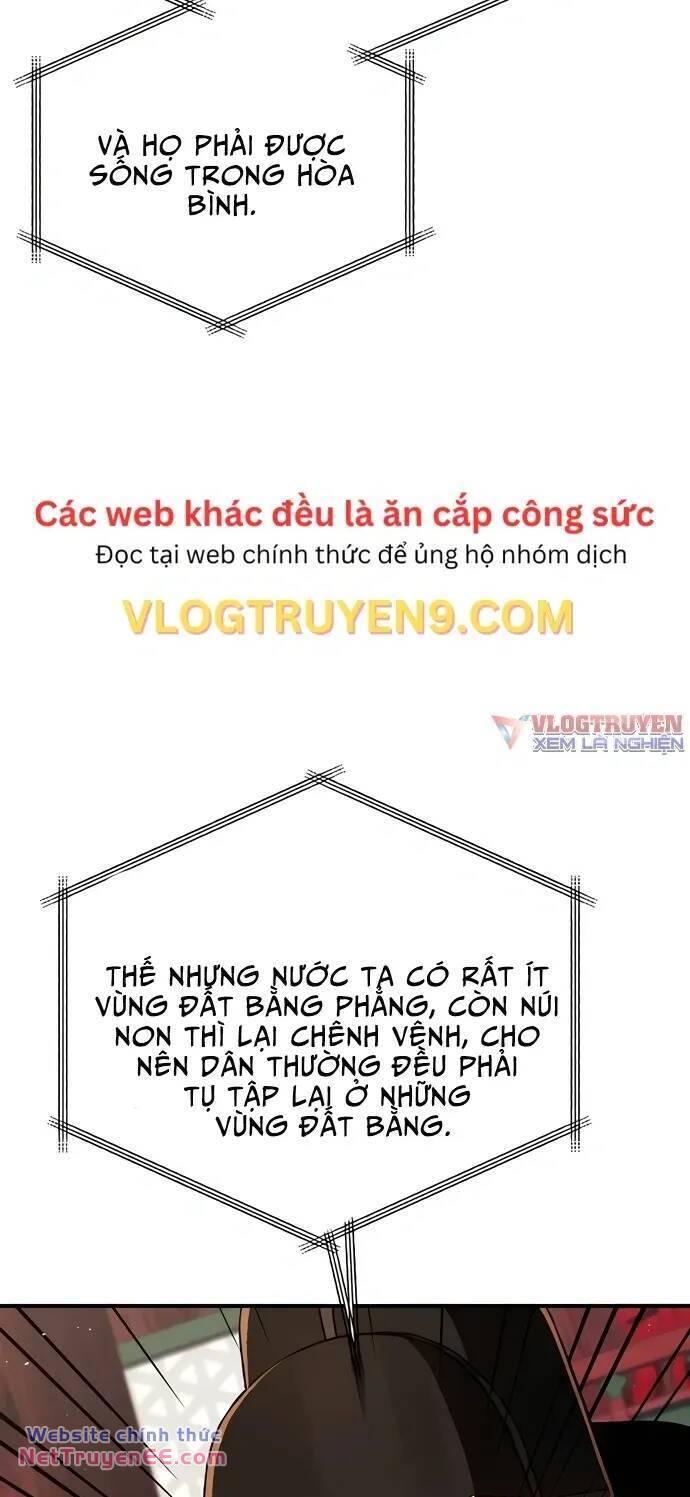 VÀ HỌ PHẢI ĐƯỢC
SỐNG TRONG HÒA
BÌNH.
Các web khác đều là ăn cắp công sức
Đọc tại web chính thức để ủng hộ nhóm dịch
VLOGTRUYEN9.COM
VLOGTRUYEN
XEM LÀ NGHIỆN
THẾ NHƯNG NƯỚC TA CÓ RẤT ÍT
VÙNG ĐẤT BẰNG PHẲNG, CÒN NÚI
NON THÌ LẠI CHÊNH VÊNH, CHO
NÊN DÂN THƯỜNG ĐỀU PHẢI
TỤ TẬP LẠI Ở NHỮNG
VÙNG ĐẤT BẰNG.
Website chính thức
NetTruyenEE.com